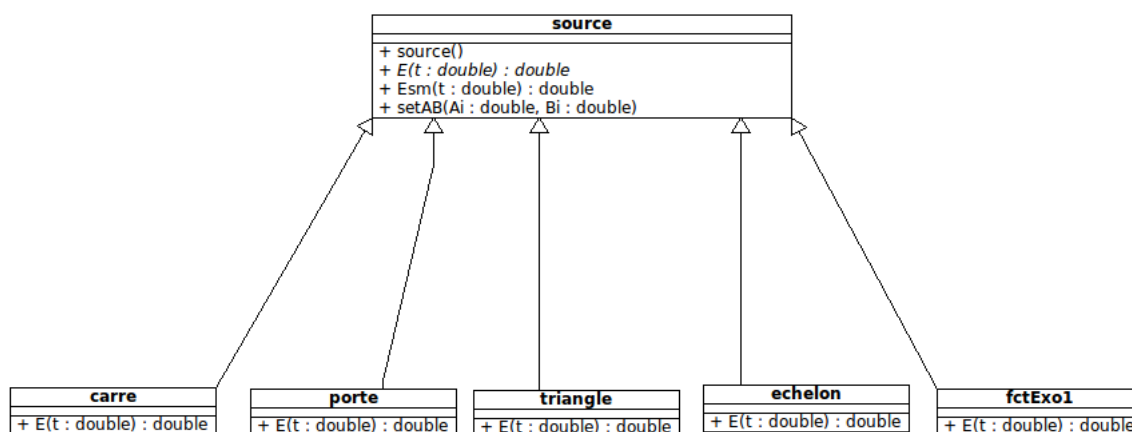 source
+ source()
+ E(t : double) : double
+ Esm(t : double) : double
+ setAB(Ai : double, Bi : double)
carre
+ E(t : double) : double
porte
+ E(t : double) : double
triangle
+ E(t : double) : double
echelon
+ E(t : double) : double
fctExo1
+ E(t : double) : double